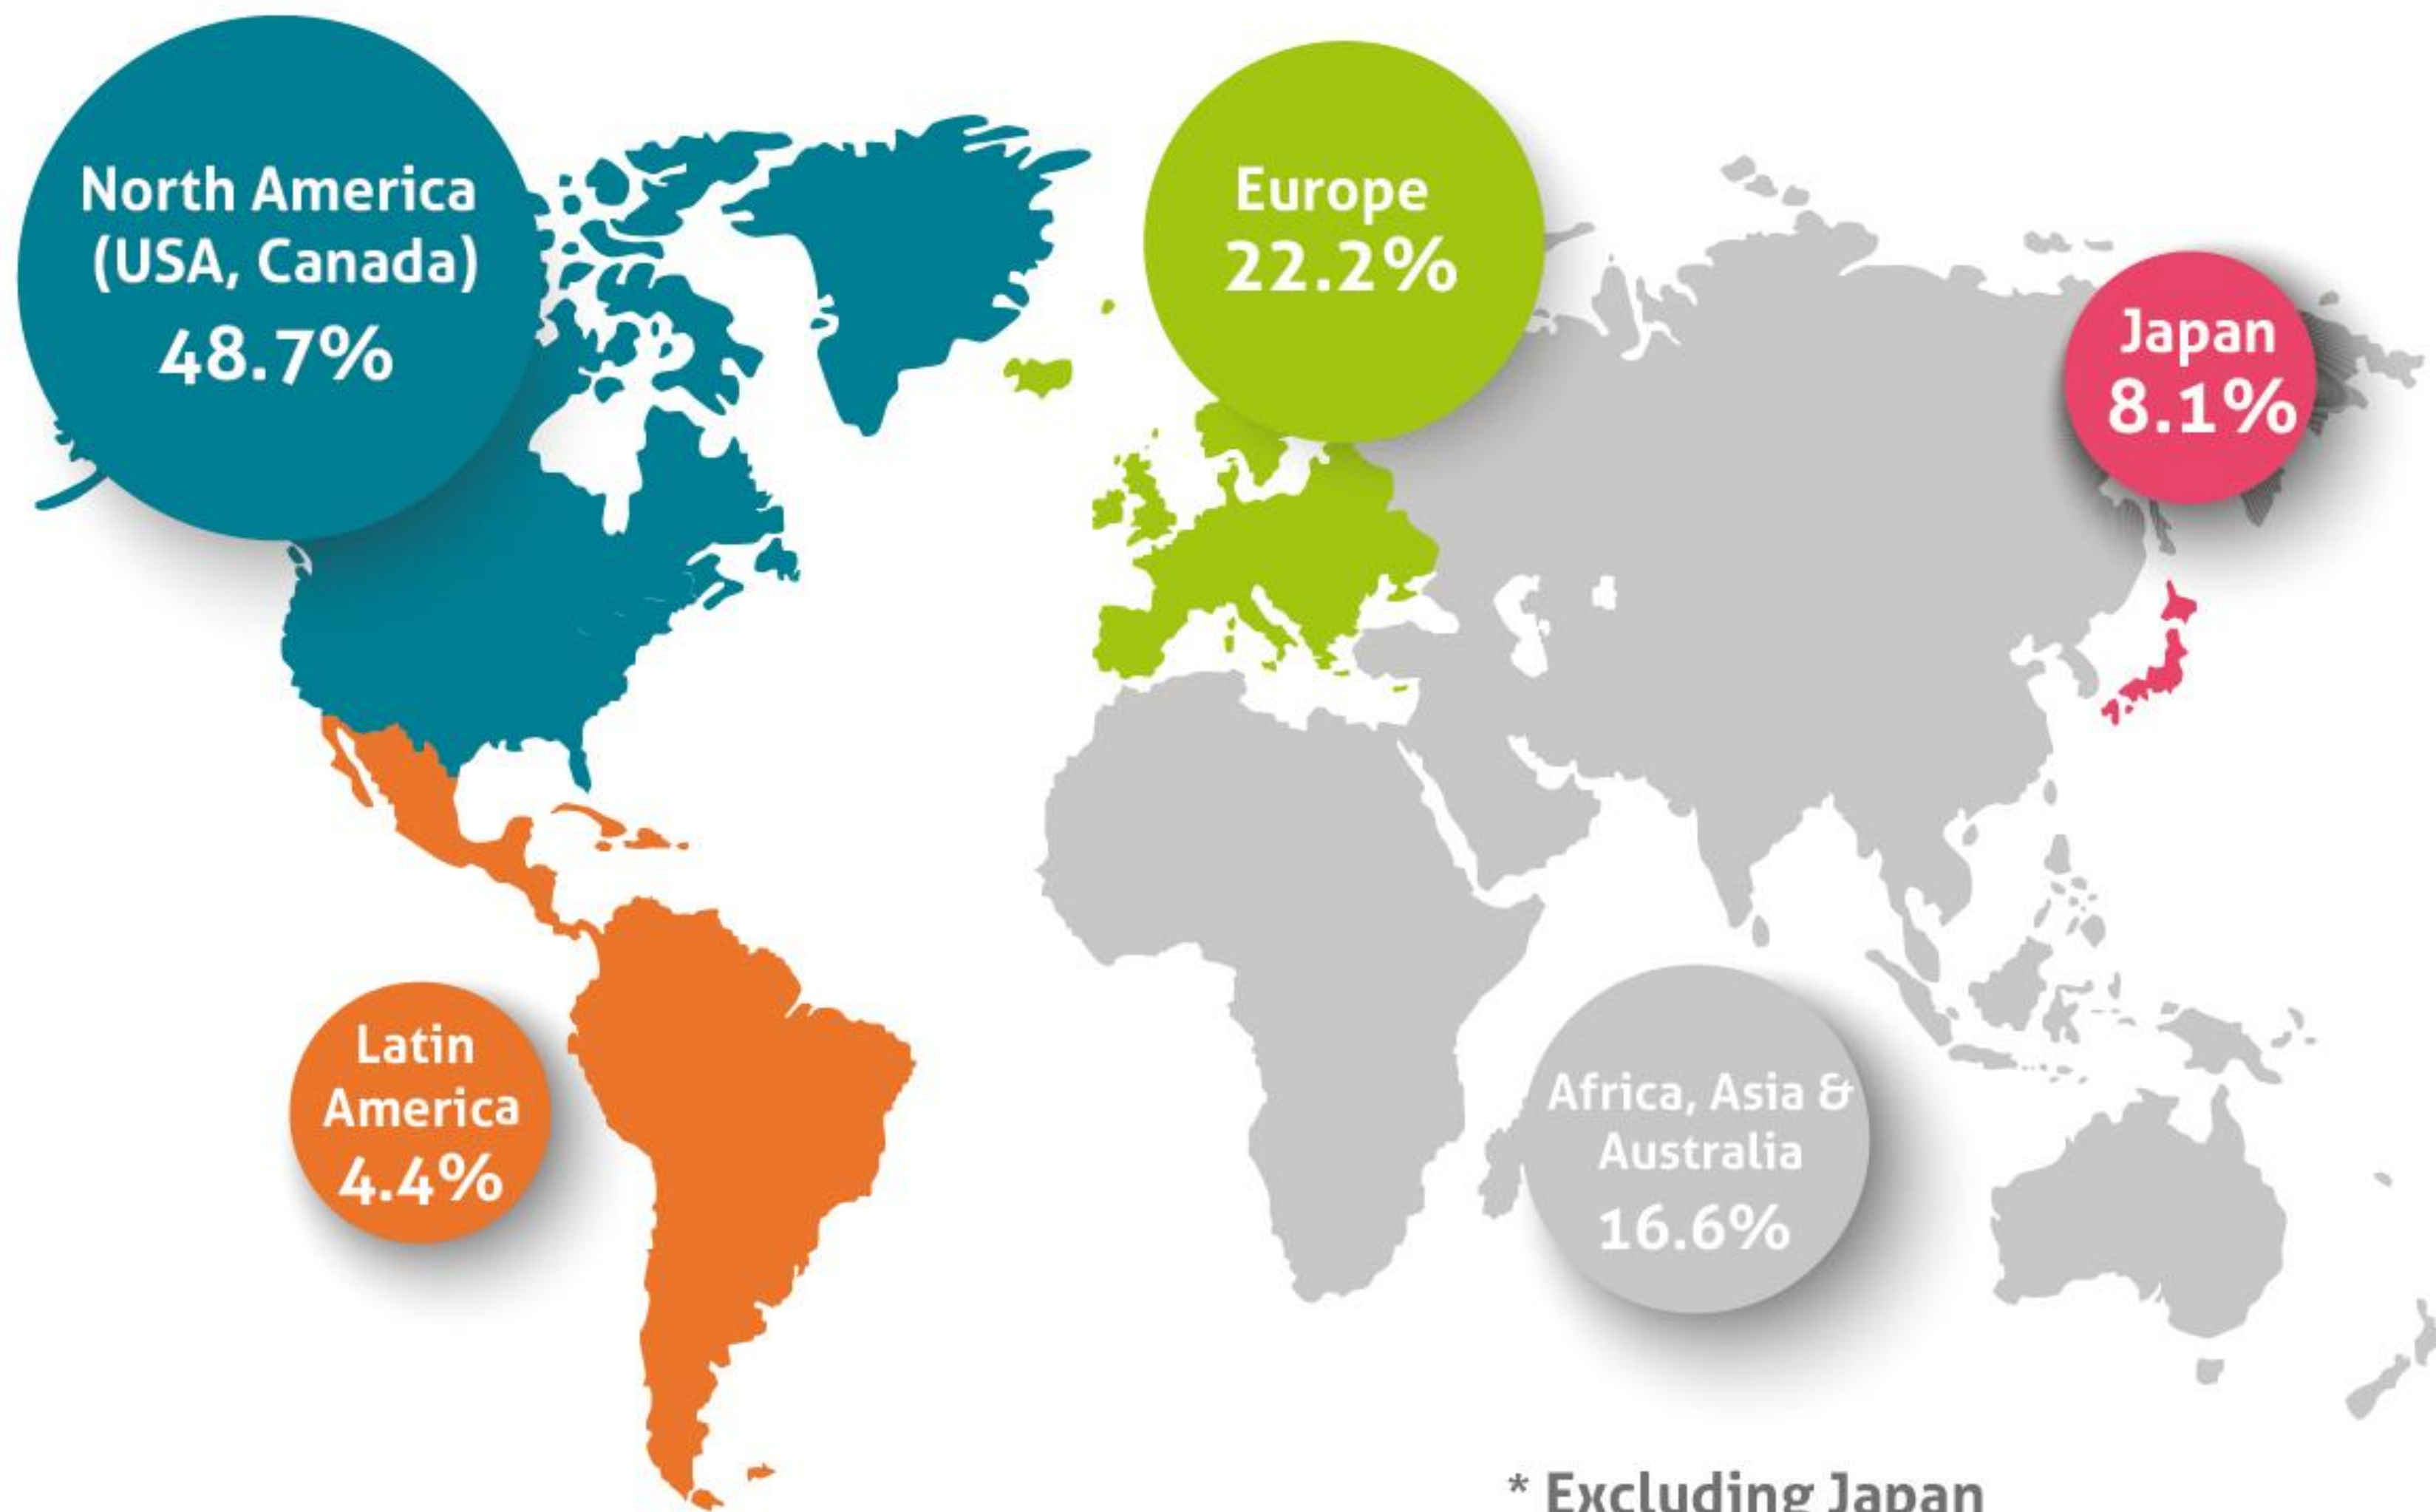 North America
(USA, Canada)
48.7%
Europe
22.2%
Japan
8.1%
Latin
America
4.4%
Africa, Asia &
Australia
16.6%
* Excluding Japan